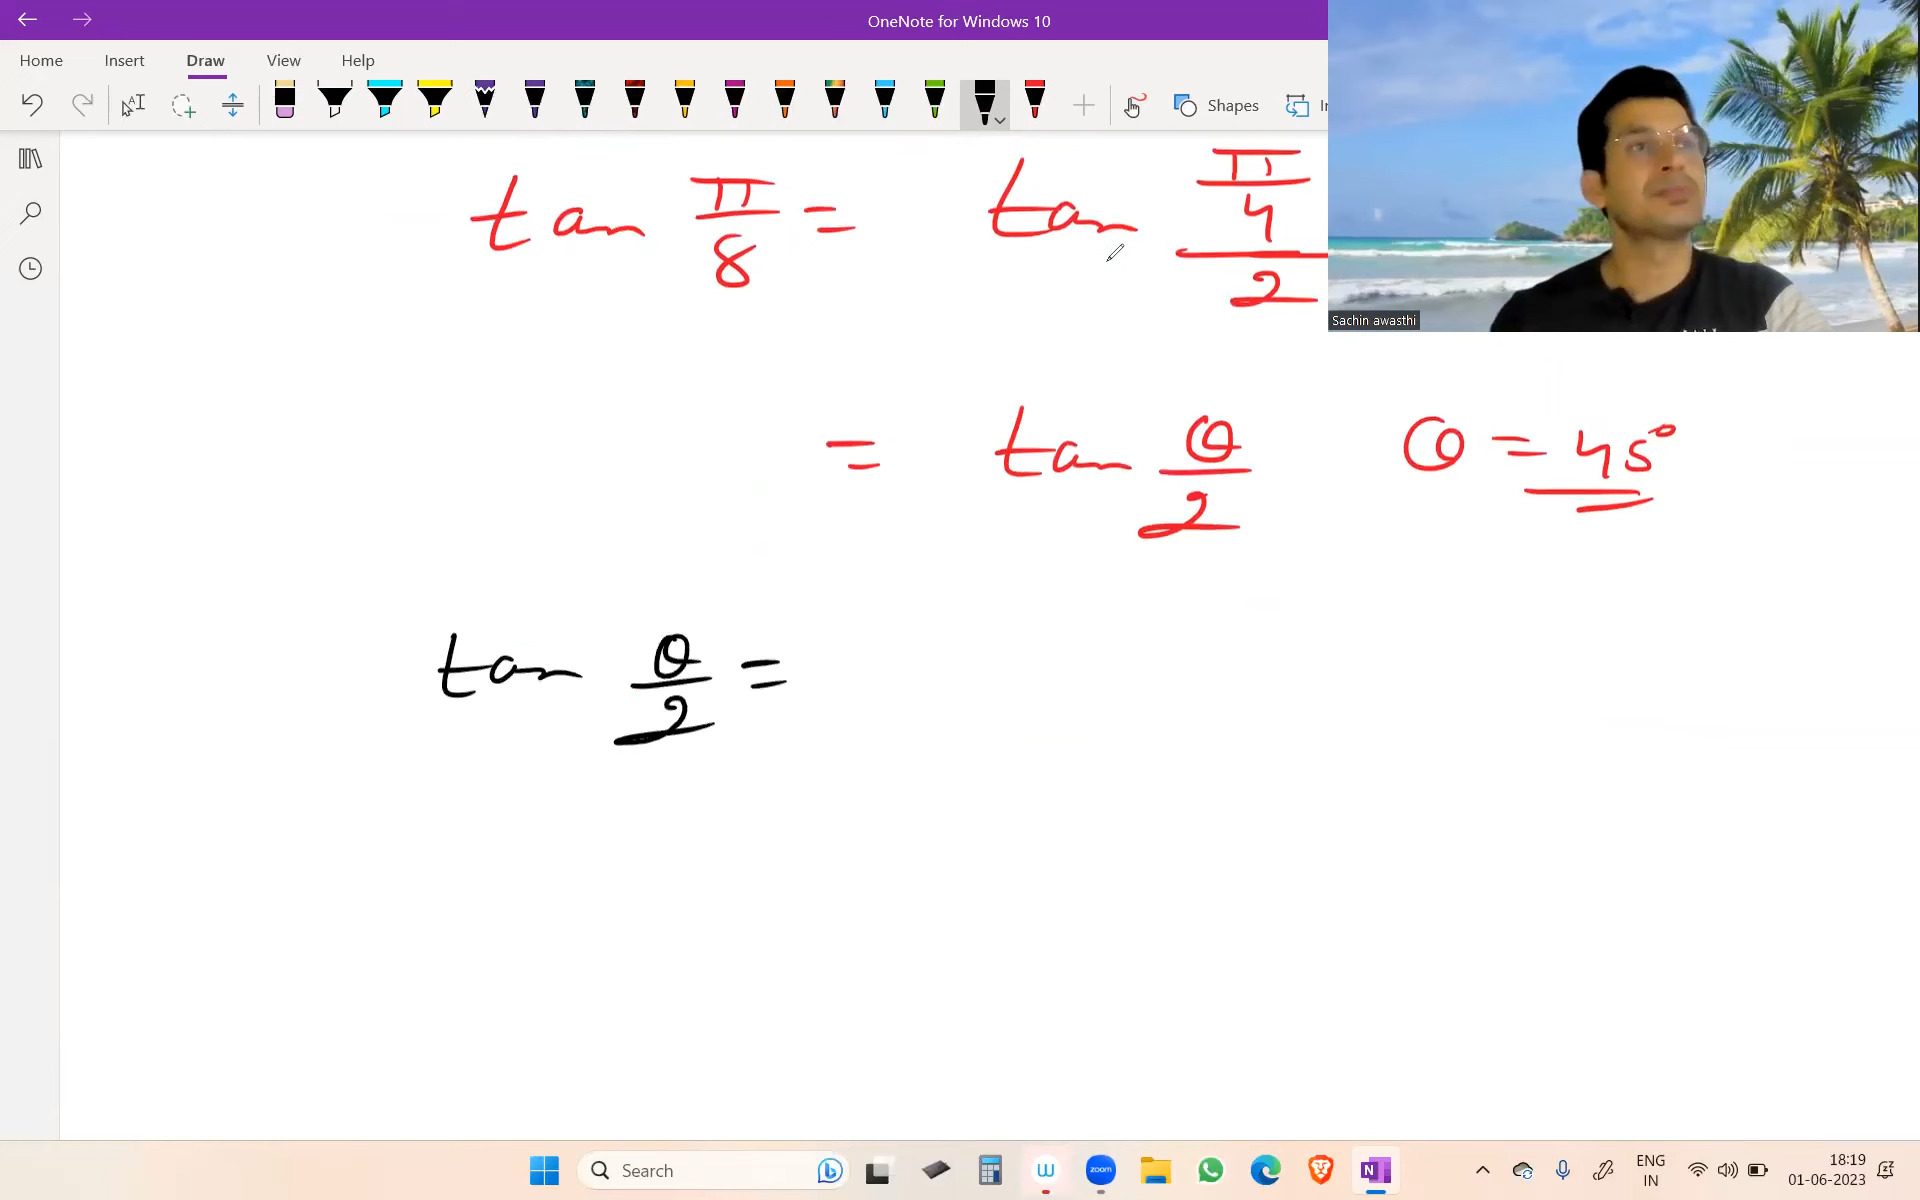 OneNote for Windows 10
Home Insert Draw View Help
Shapes
tan π/8 = tan (π/4)/2
Sachin awasthi
= tan θ/2 θ = 45°
tan θ/2 =
Search
zoom
ENG
IN
18:19
01-06-2023